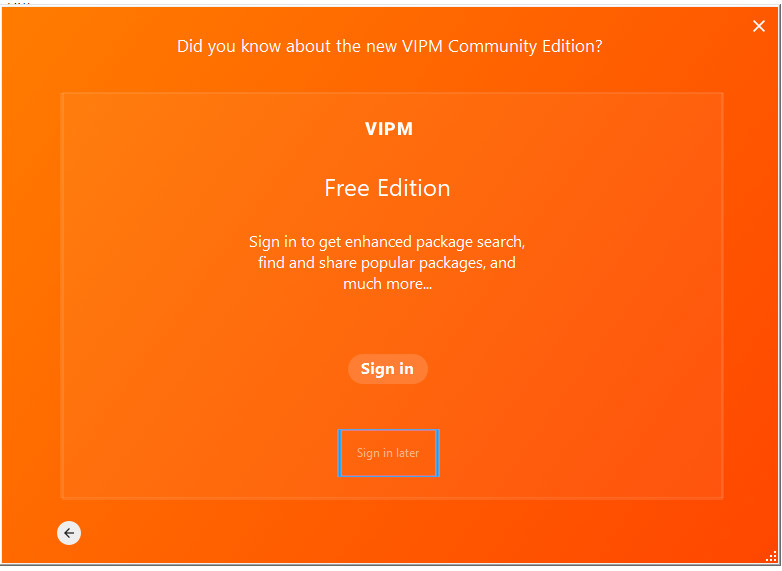 Did you know about the new VIPM Community Edition?
VIPM
Free Edition
Sign in to get enhanced package search,
find and share popular packages, and
much more...
Sign in
Sign in later